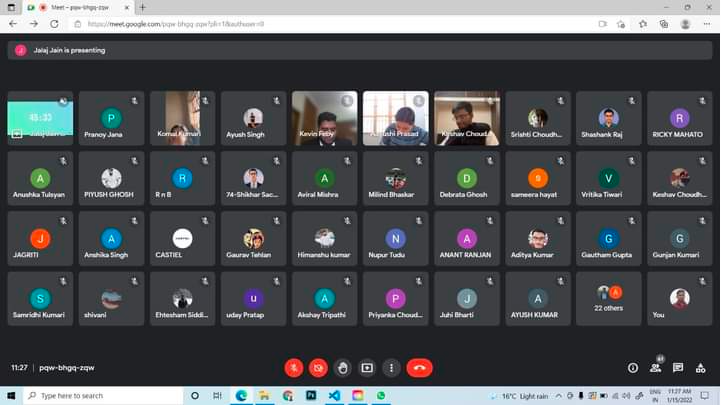 Meet – pqw-bhgq-zqw
https://meet.google.com/pqw-bhgq-zqw?pli=1&authuser=0
J Jalaj Jain is presenting
45:33
Jalaj Jain ...
P Pranoy Jana
Komal Kumari
Ayush Singh
Kevin Feby
Aayushi Prasad
Keshav Choud...
Srishti Choudh...
Shashank Raj
R RICKY MAHATO
A Anushka Tulsyan
PIYUSH GHOSH
R R n B
74-Shikhar Sac...
A Aviral Mishra
Milind Bhaskar
D Debrata Ghosh
s sameera hayat
V Vritika Tiwari
Keshav Choudh...
J JAGRITI
A Anshika Singh
CASTIEL
Gaurav Tehlan
Himanshu kumar
N Nupur Tudu
A ANANT RANJAN
Aditya Kumar
G Gautham Gupta
G Gunjan Kumari
S Samridhi Kumari
shivani
Ehtesham Siddi...
u uday Pratap
A Akshay Tripathi
P Priyanka Choud...
J Juhi Bharti
A AYUSH KUMAR
A 22 others
You
11:27 | pqw-bhgq-zqw
61
Type here to search
16°C Light rain
ENG
IN
11:27 AM
1/15/2022